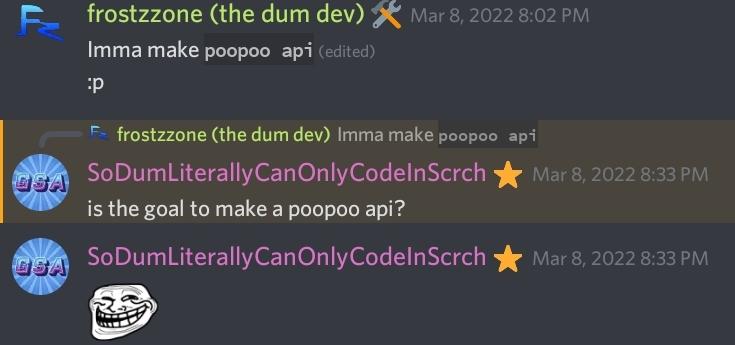 frostzzone (the dum dev) Mar 8, 2022 8:02 PM
Imma make poopoo api (edited)
:p
frostzzone (the dum dev) Imma make poopoo api
GSA
SoDumLiterallyCanOnlyCodeInScrch Mar 8, 2022 8:33 PM
is the goal to make a poopoo api?
GSA
SoDumLiterallyCanOnlyCodeInScrch Mar 8, 2022 8:33 PM